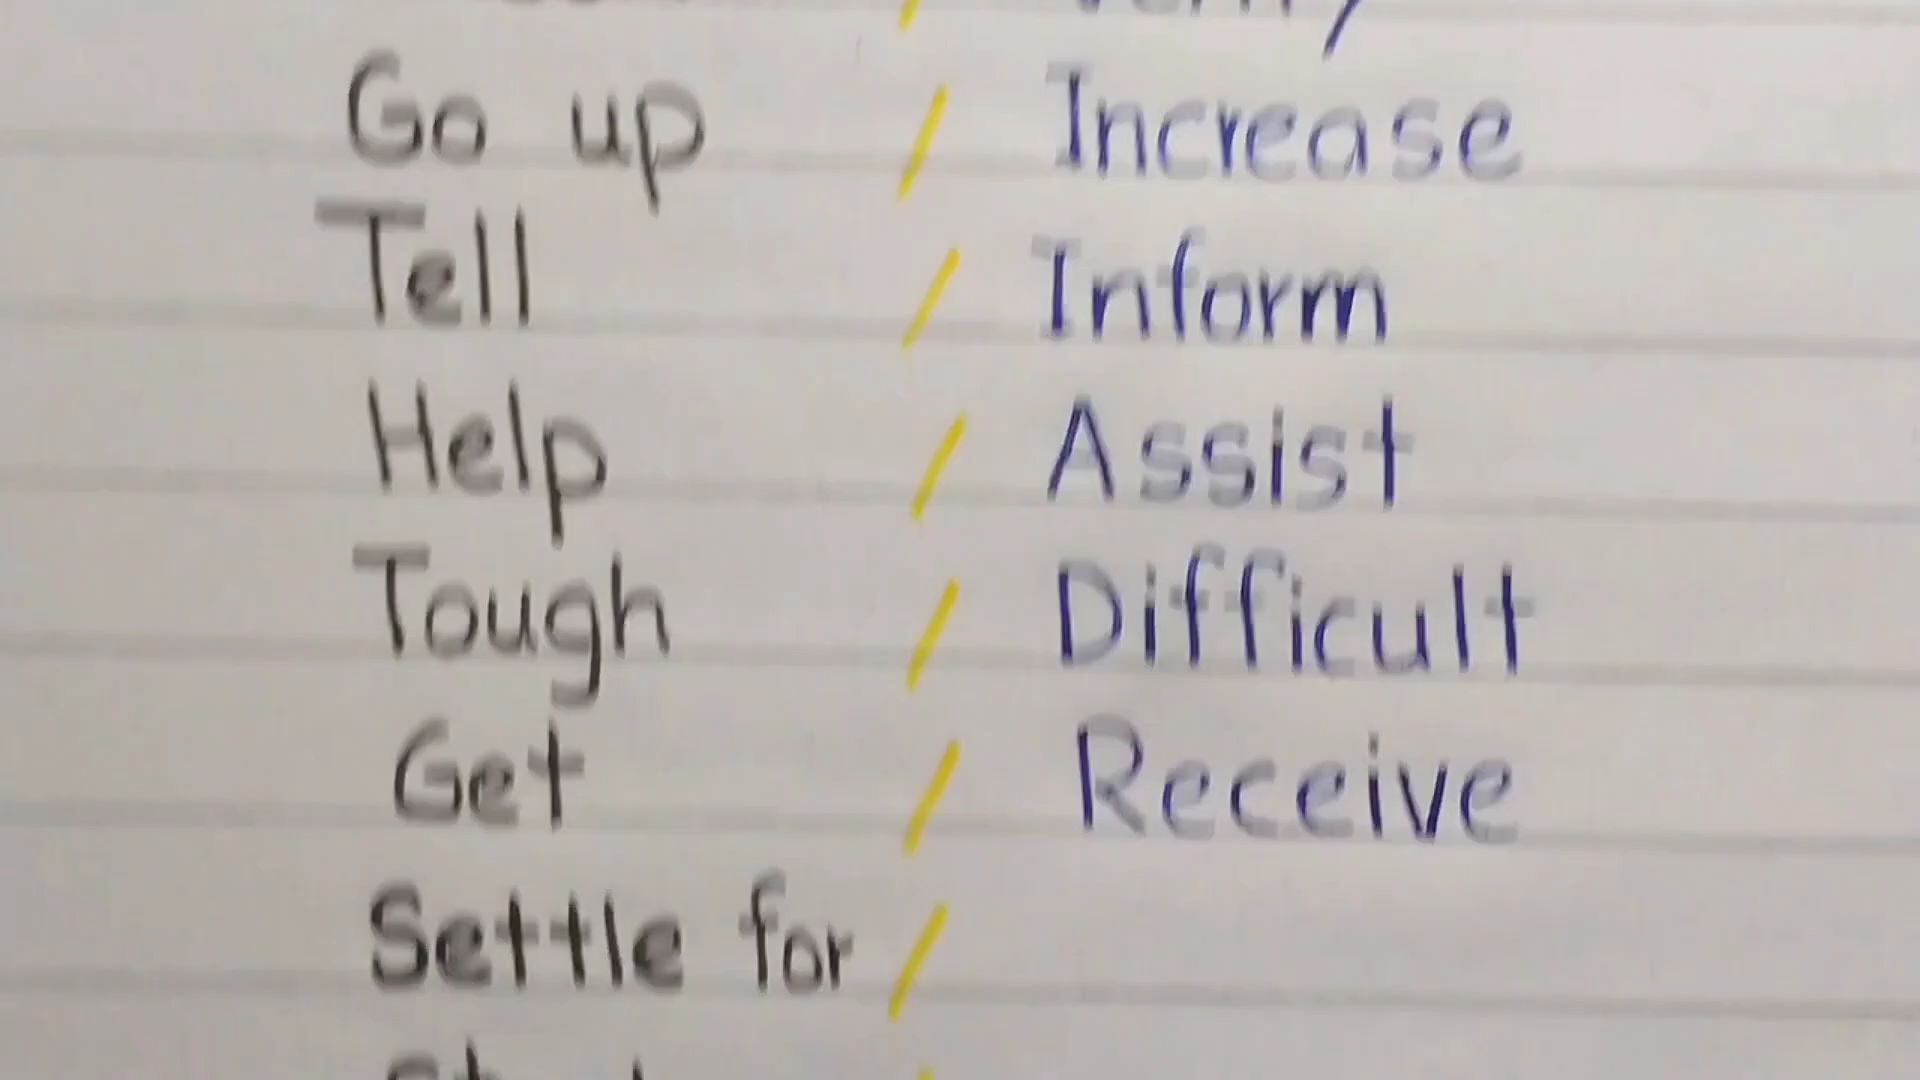 Go up / Increase
Tell / Inform
Help / Assist
Tough / Difficult
Get / Receive
Settle for /